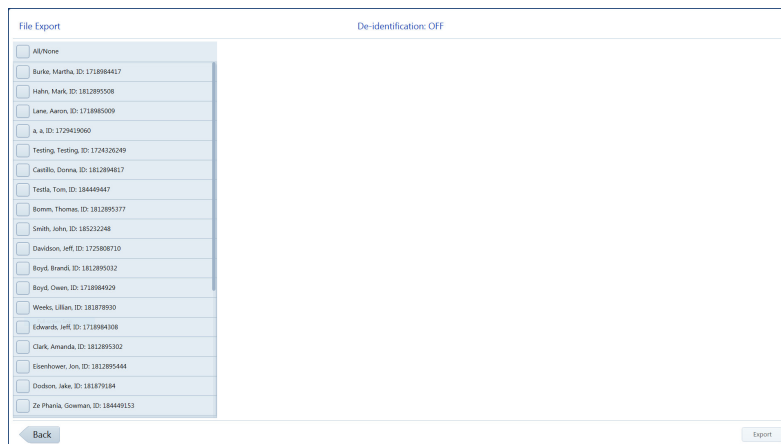 File Export
De-identification: OFF
All/None
Burke, Martha, ID: 1718984417
Hahn, Mark, ID: 1812895508
Lane, Aaron, ID: 1718985009
a, a, ID: 1729419060
Testing, Testing, ID: 1724326249
Castillo, Donna, ID: 1812894817
Testla, Tom, ID: 184449447
Bomm, Thomas, ID: 1812895377
Smith, John, ID: 185232248
Davidson, Jeff, ID: 1725808710
Boyd, Brandi, ID: 1812895032
Boyd, Owen, ID: 1718984929
Weeks, Lillian, ID: 181878930
Edwards, Jeff, ID: 1718984308
Clark, Amanda, ID: 1812895302
Eisenhower, Jon, ID: 1812895444
Dodson, Jake, ID: 181879184
Ze Phania, Gowman, ID: 184449153
Back
Export